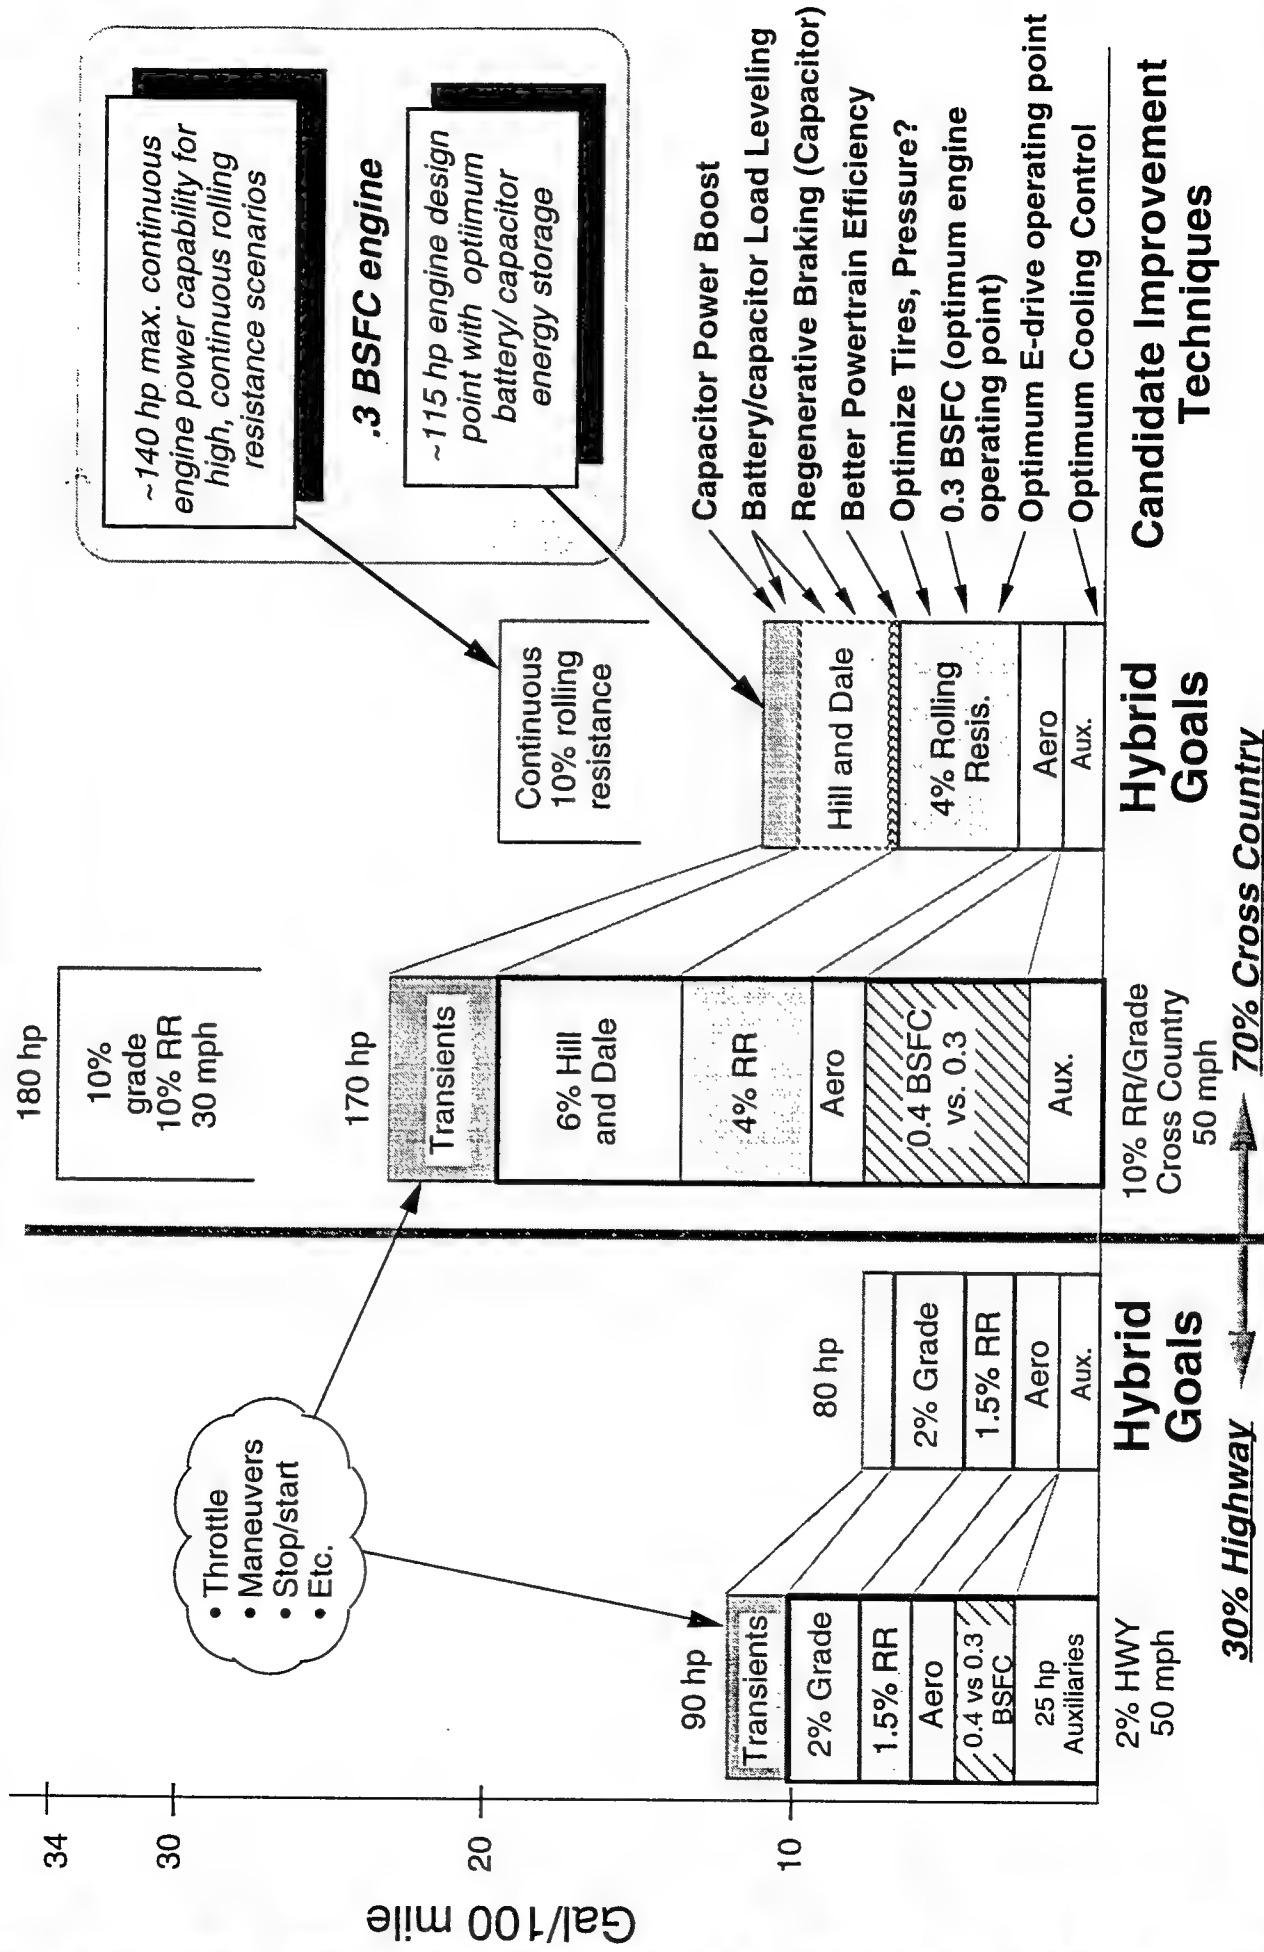 Gal/100 mile
34
30
20
10
• Throttle
• Maneuvers
• Stop/start
• Etc.
90 hp
Transients
2% Grade
1.5% RR
Aero
0.4 vs 0.3
BSFC
25 hp
Auxiliaries
2% HWY
50 mph
80 hp
2% Grade
1.5% RR
Aero
Aux.
Hybrid
Goals
30% Highway
180 hp
10%
grade
10% RR
30 mph
170 hp
Transients
6% Hill
and Dale
4% RR
Aero
0.4 BSFC
vs. 0.3
Aux.
10% RR/Grade
Cross Country
50 mph
70% Cross Country
Continuous
10% rolling
resistance
Hill and Dale
4% Rolling
Resis.
Aero
Aux.
Hybrid
Goals
~140 hp max. continuous
engine power capability for
high, continuous rolling
resistance scenarios
.3 BSFC engine
~115 hp engine design
point with optiimum
battery/ capacitor
energy storage
Capacitor Power Boost
Battery/capacitor Load Leveling
Regenerative Braking (Capacitor)
Better Powertrain Efficiency
Optimize Tires, Pressure?
0.3 BSFC (optimum engine
operating point)
Optimum E-drive operating point
Optimum Cooling Control
Candidate Improvement
Techniques